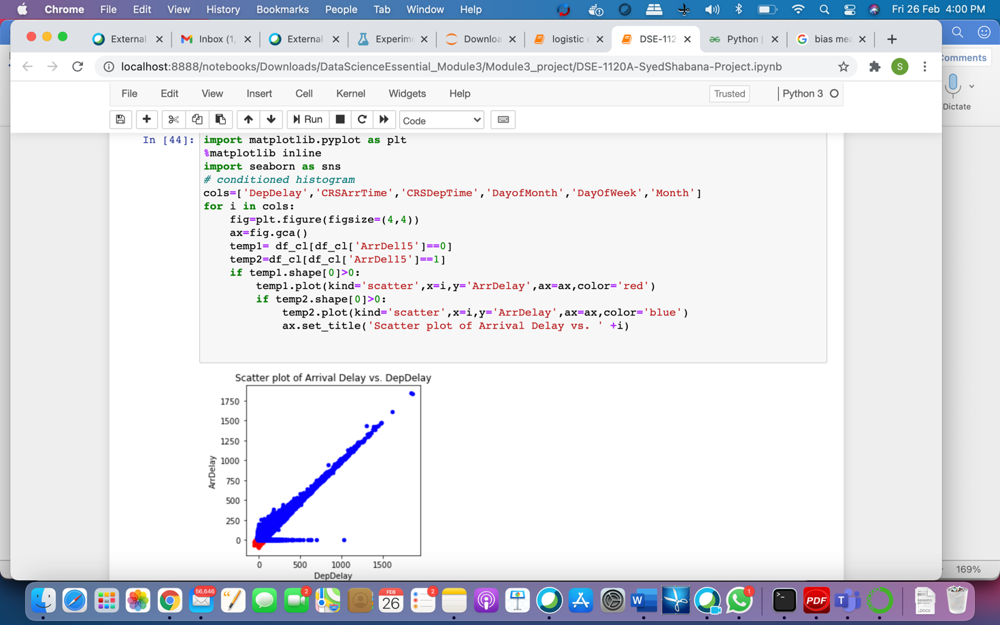 Chrome File Edit View History Bookmarks People Tab Window Help Fri 26 Feb 4:00 PM
External Inbox (1, External Experime Downloa logistic c DSE-112 Python | bias mea
localhost:8888/notebooks/Downloads/DataScienceEssential_Module3/Module3_project/DSE-1120A-SyedShabana-Project.ipynb S
omments
Dictate
File Edit View Insert Cell Kernel Widgets Help Trusted Python 3
Run Code
In [44]: import matplotlib.pyplot as plt
%matplotlib inline
import seaborn as sns
# conditioned histogram
cols=['DepDelay','CRSArrTime','CRSDepTime','DayofMonth','DayOfWeek','Month']
for i in cols:
fig=plt.figure(figsize=(4,4))
ax=fig.gca()
temp1= df_cl[df_cl['ArrDel15']==0]
temp2=df_cl[df_cl['ArrDel15']==1]
if temp1.shape[0]>0:
temp1.plot(kind='scatter',x=i,y='ArrDelay',ax=ax,color='red')
if temp2.shape[0]>0:
temp2.plot(kind='scatter',x=i,y='ArrDelay',ax=ax,color='blue')
ax.set_title('Scatter plot of Arrival Delay vs. ' +i)
Scatter plot of Arrival Delay vs. DepDelay
1750
1500
1250
1000
750
500
250
0
ArrDelay
0 500 1000 1500
DepDelay
169%
56,646 2 FEB 26 2 W 1 >_ PDF T .DOCX